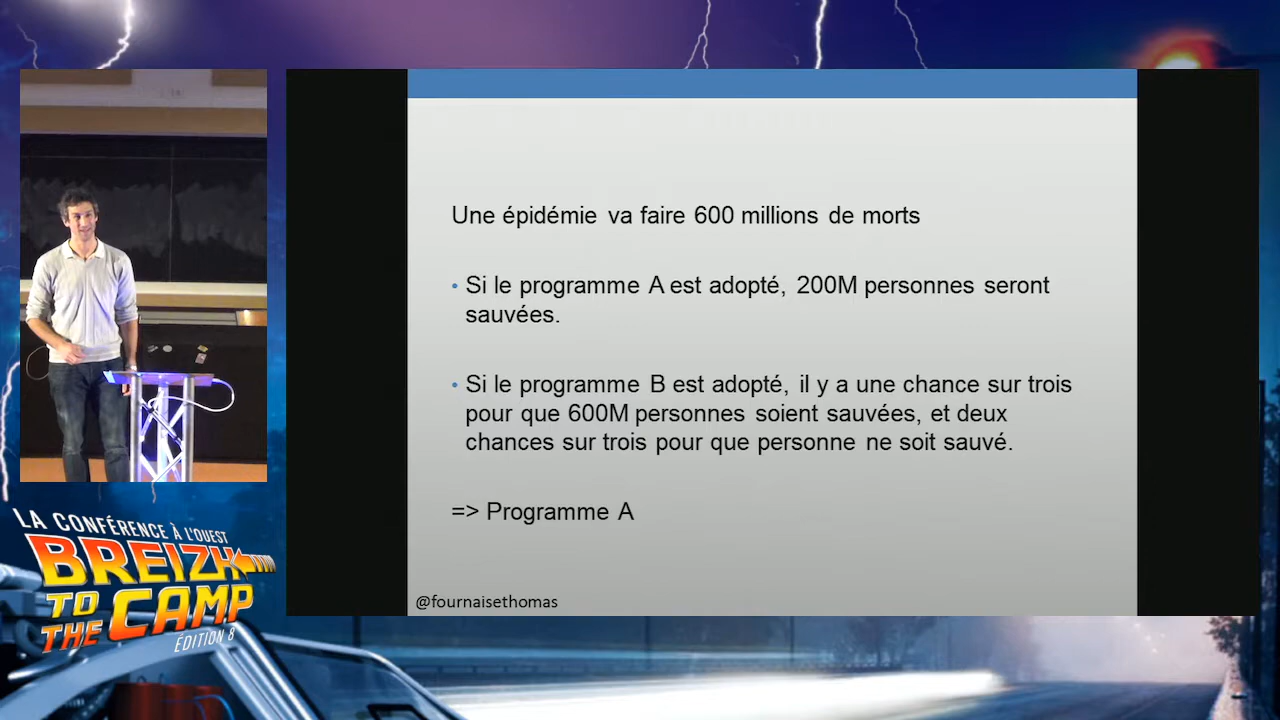 Une épidémie va faire 600 millions de morts
• Si le programme A est adopté, 200M personnes seront
sauvées.
• Si le programme B est adopté, il y a une chance sur trois
pour que 600M personnes soient sauvées, et deux
chances sur trois pour que personne ne soit sauvé.
=> Programme A
@fournaisethomas
LA CONFÉRENCE À L'OUEST
BREIZH
TO CAMP
THE
ÉDITION 8